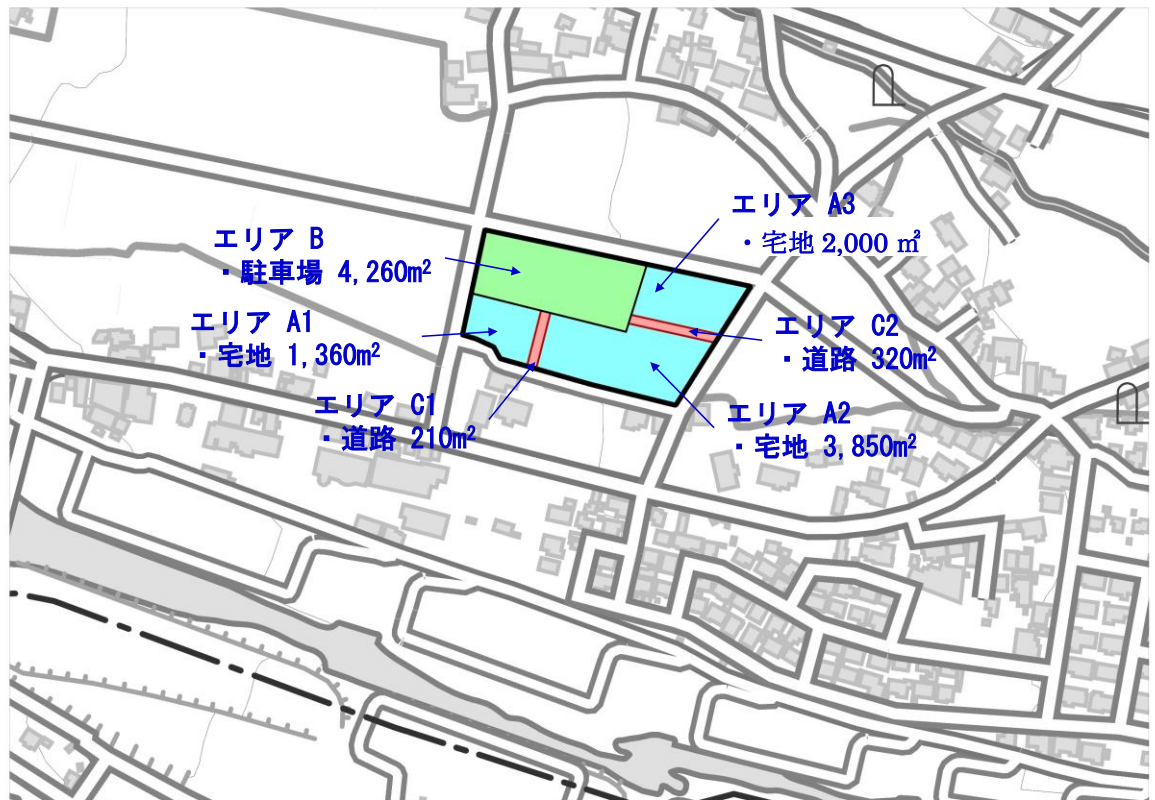 エリア A3
・宅地 2,000 ㎡
エリア B
・駐車場 4,260m²
エリア A1
・宅地 1,360m²
エリア C2
・道路 320m²
エリア C1
・道路 210m²
エリア A2
・宅地 3,850m²